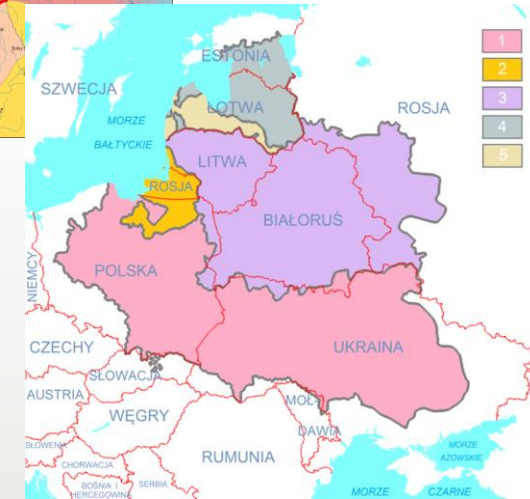 ESTONIA
1
SZWECJA
2
ŁOTWA
ROSJA
3
MORZE
BAŁTYCKIE
4
LITWA
5
ROSJA
BIAŁORUŚ
NIEMCY
POLSKA
CZECHY
UKRAINA
SŁOWACJA
AUSTRIA
MOŁ-
WĘGRY
DAWIA
SŁOWENIA
RUMUNIA
MORZE
AZOWSKIE
CHORWACJA
BOŚNIA I
HERCEGOWINA
SERBIA
MORZE CZARNE